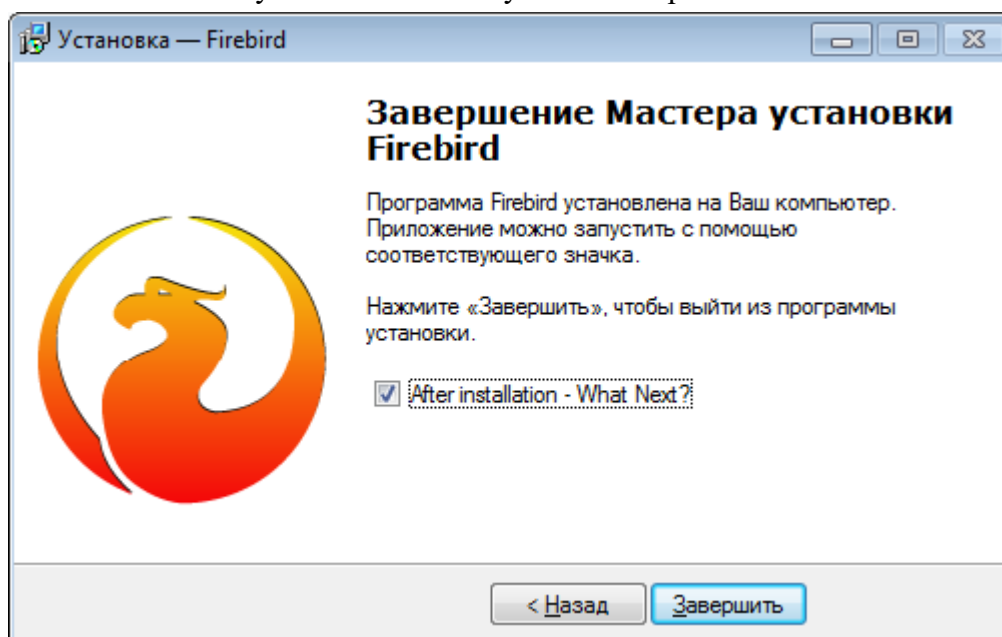 Установка — Firebird
Завершение Мастера установки
Firebird
Программа Firebird установлена на Ваш компьютер.
Приложение можно запустить с помощью
соответствующего значка.
Нажмите «Завершить», чтобы выйти из программы
установки.
After installation - What Next?
< Назад
Завершить